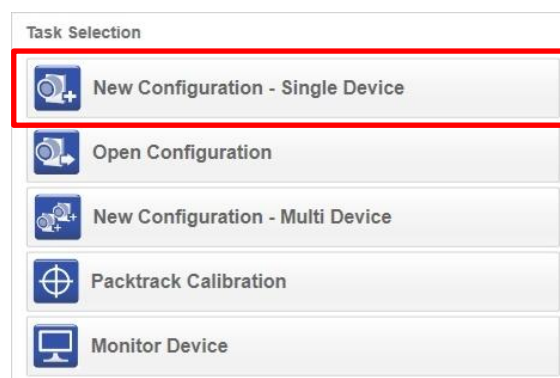 Task Selection
New Configuration - Single Device
Open Configuration
New Configuration - Multi Device
Packtrack Calibration
Monitor Device